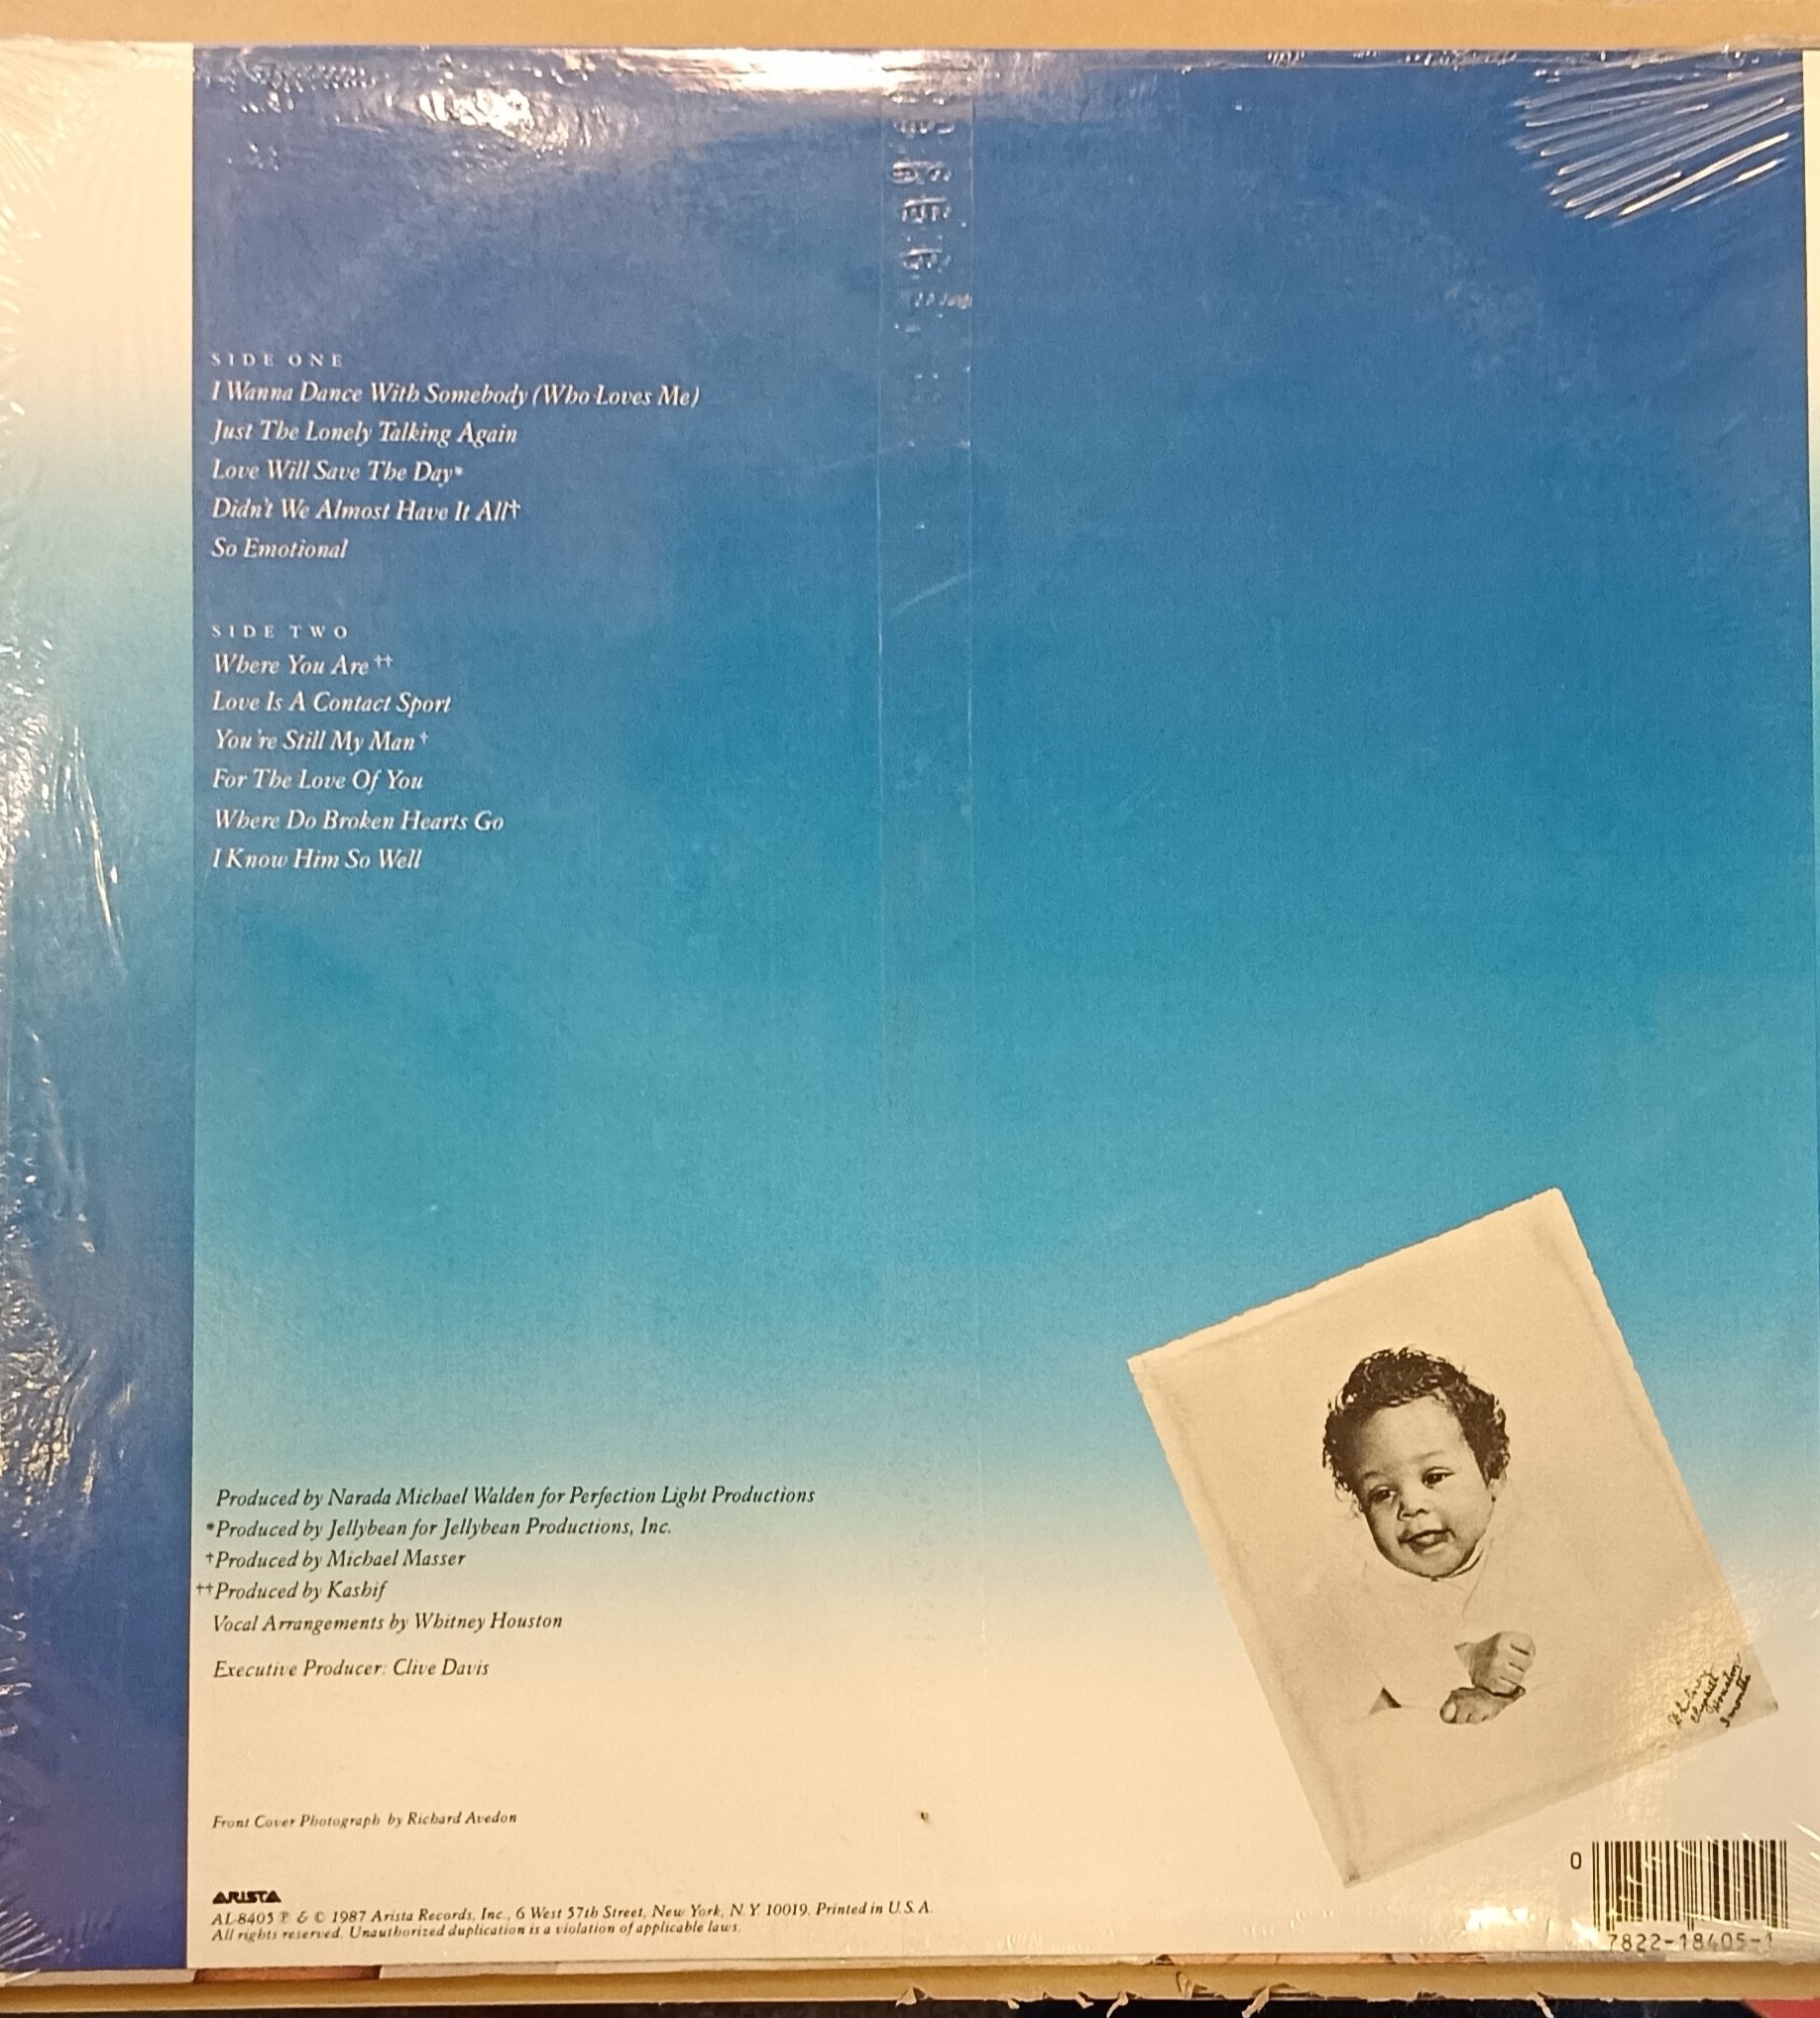 SIDE ONE
I Wanna Dance With Somebody (Who Loves Me)
Just The Lonely Talking Again
Love Will Save The Day*
Didn't We Almost Have It All†
So Emotional
SIDE TWO
Where You Are ††
Love Is A Contact Sport
You're Still My Man †
For The Love Of You
Where Do Broken Hearts Go
I Know Him So Well
Produced by Narada Michael Walden for Perfection Light Productions
*Produced by Jellybean for Jellybean Productions, Inc.
†Produced by Michael Masser
††Produced by Kashif
Vocal Arrangements by Whitney Houston
Executive Producer: Clive Davis
Whitney
Elizabeth
Houston
3 months
Front Cover Photograph by Richard Avedon
ARISTA
AL-8405 ℗ & © 1987 Arista Records, Inc., 6 West 57th Street, New York, N.Y. 10019. Printed in U.S.A.
All rights reserved. Unauthorized duplication is a violation of applicable laws.
0
7822-18405-1